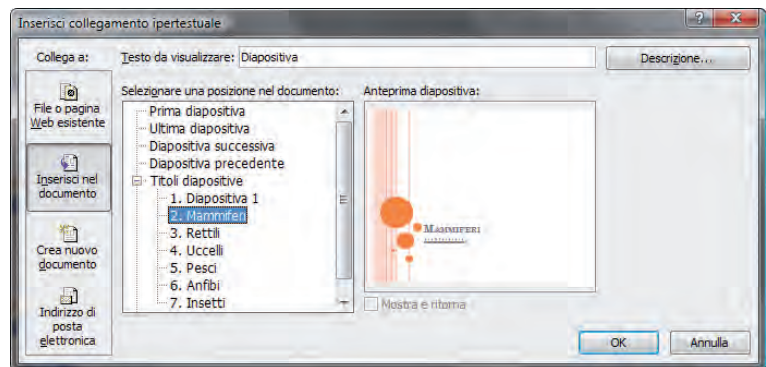 Inserisci collegamento ipertestuale
Collega a:
Testo da visualizzare: Diapositiva
Descrizione...
File o pagina
Web esistente
Inserisci nel
documento
Crea nuovo
documento
Indirizzo di
posta
elettronica
Selezionare una posizione nel documento:
Prima diapositiva
Ultima diapositiva
Diapositiva successiva
Diapositiva precedente
Titoli diapositive
1. Diapositiva 1
2. Mammiferi
3. Rettili
4. Uccelli
5. Pesci
6. Anfibi
7. Insetti
Anteprima diapositiva:
Mammiferi
Mostra e ritorna
OK
Annulla